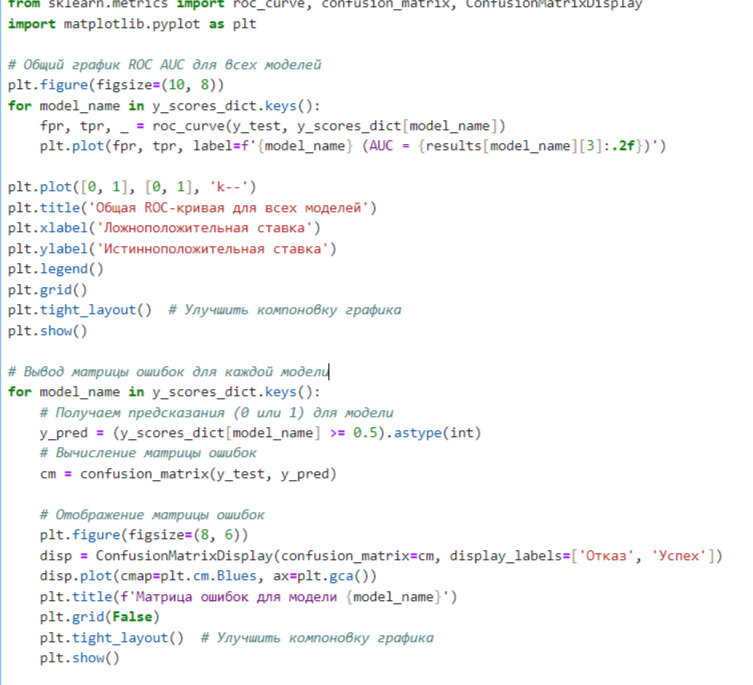 from sklearn.metrics import roc_curve, confusion_matrix, ConfusionMatrixDisplay
import matplotlib.pyplot as plt

# Общий график ROC AUC для всех моделей
plt.figure(figsize=(10, 8))
for model_name in y_scores_dict.keys():
    fpr, tpr, _ = roc_curve(y_test, y_scores_dict[model_name])
    plt.plot(fpr, tpr, label=f'{model_name} (AUC = {results[model_name][3]:.2f})')

plt.plot([0, 1], [0, 1], 'k--')
plt.title('Общая ROC-кривая для всех моделей')
plt.xlabel('Ложноположительная ставка')
plt.ylabel('Истинноположительная ставка')
plt.legend()
plt.grid()
plt.tight_layout()  # Улучшить компоновку графика
plt.show()

# Вывод матрицы ошибок для каждой модели
for model_name in y_scores_dict.keys():
    # Получаем предсказания (0 или 1) для модели
    y_pred = (y_scores_dict[model_name] >= 0.5).astype(int)
    # Вычисление матрицы ошибок
    cm = confusion_matrix(y_test, y_pred)

    # Отображение матрицы ошибок
    plt.figure(figsize=(8, 6))
    disp = ConfusionMatrixDisplay(confusion_matrix=cm, display_labels=['Отказ', 'Успех'])
    disp.plot(cmap=plt.cm.Blues, ax=plt.gca())
    plt.title(f'Матрица ошибок для модели {model_name}')
    plt.grid(False)
    plt.tight_layout()  # Улучшить компоновку графика
    plt.show()